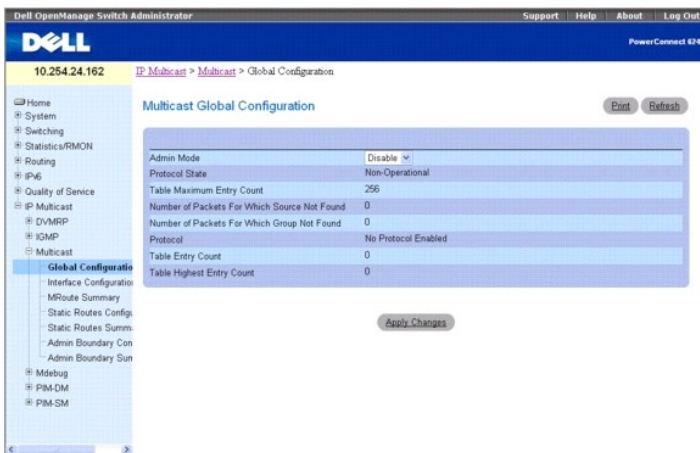 Dell OpenManage Switch Administrator
Support Help About Log Out
DELL
PowerConnect 624
10.254.24.162
IP Multicast > Multicast > Global Configuration
Home
System
Switching
Statistics/RMON
Routing
IPv6
Quality of Service
IP Multicast
DVMRP
IGMP
Multicast
Global Configuratio
Interface Configuration
MRoute Summary
Static Routes Configu
Static Routes Summ
Admin Boundary Con
Admin Boundary Sum
Mdebug
PIM-DM
PIM-SM
Multicast Global Configuration
Print Refresh
Admin Mode Disable
Protocol State Non-Operational
Table Maximum Entry Count 256
Number of Packets For Which Source Not Found 0
Number of Packets For Which Group Not Found 0
Protocol No Protocol Enabled
Table Entry Count 0
Table Highest Entry Count 0
Apply Changes